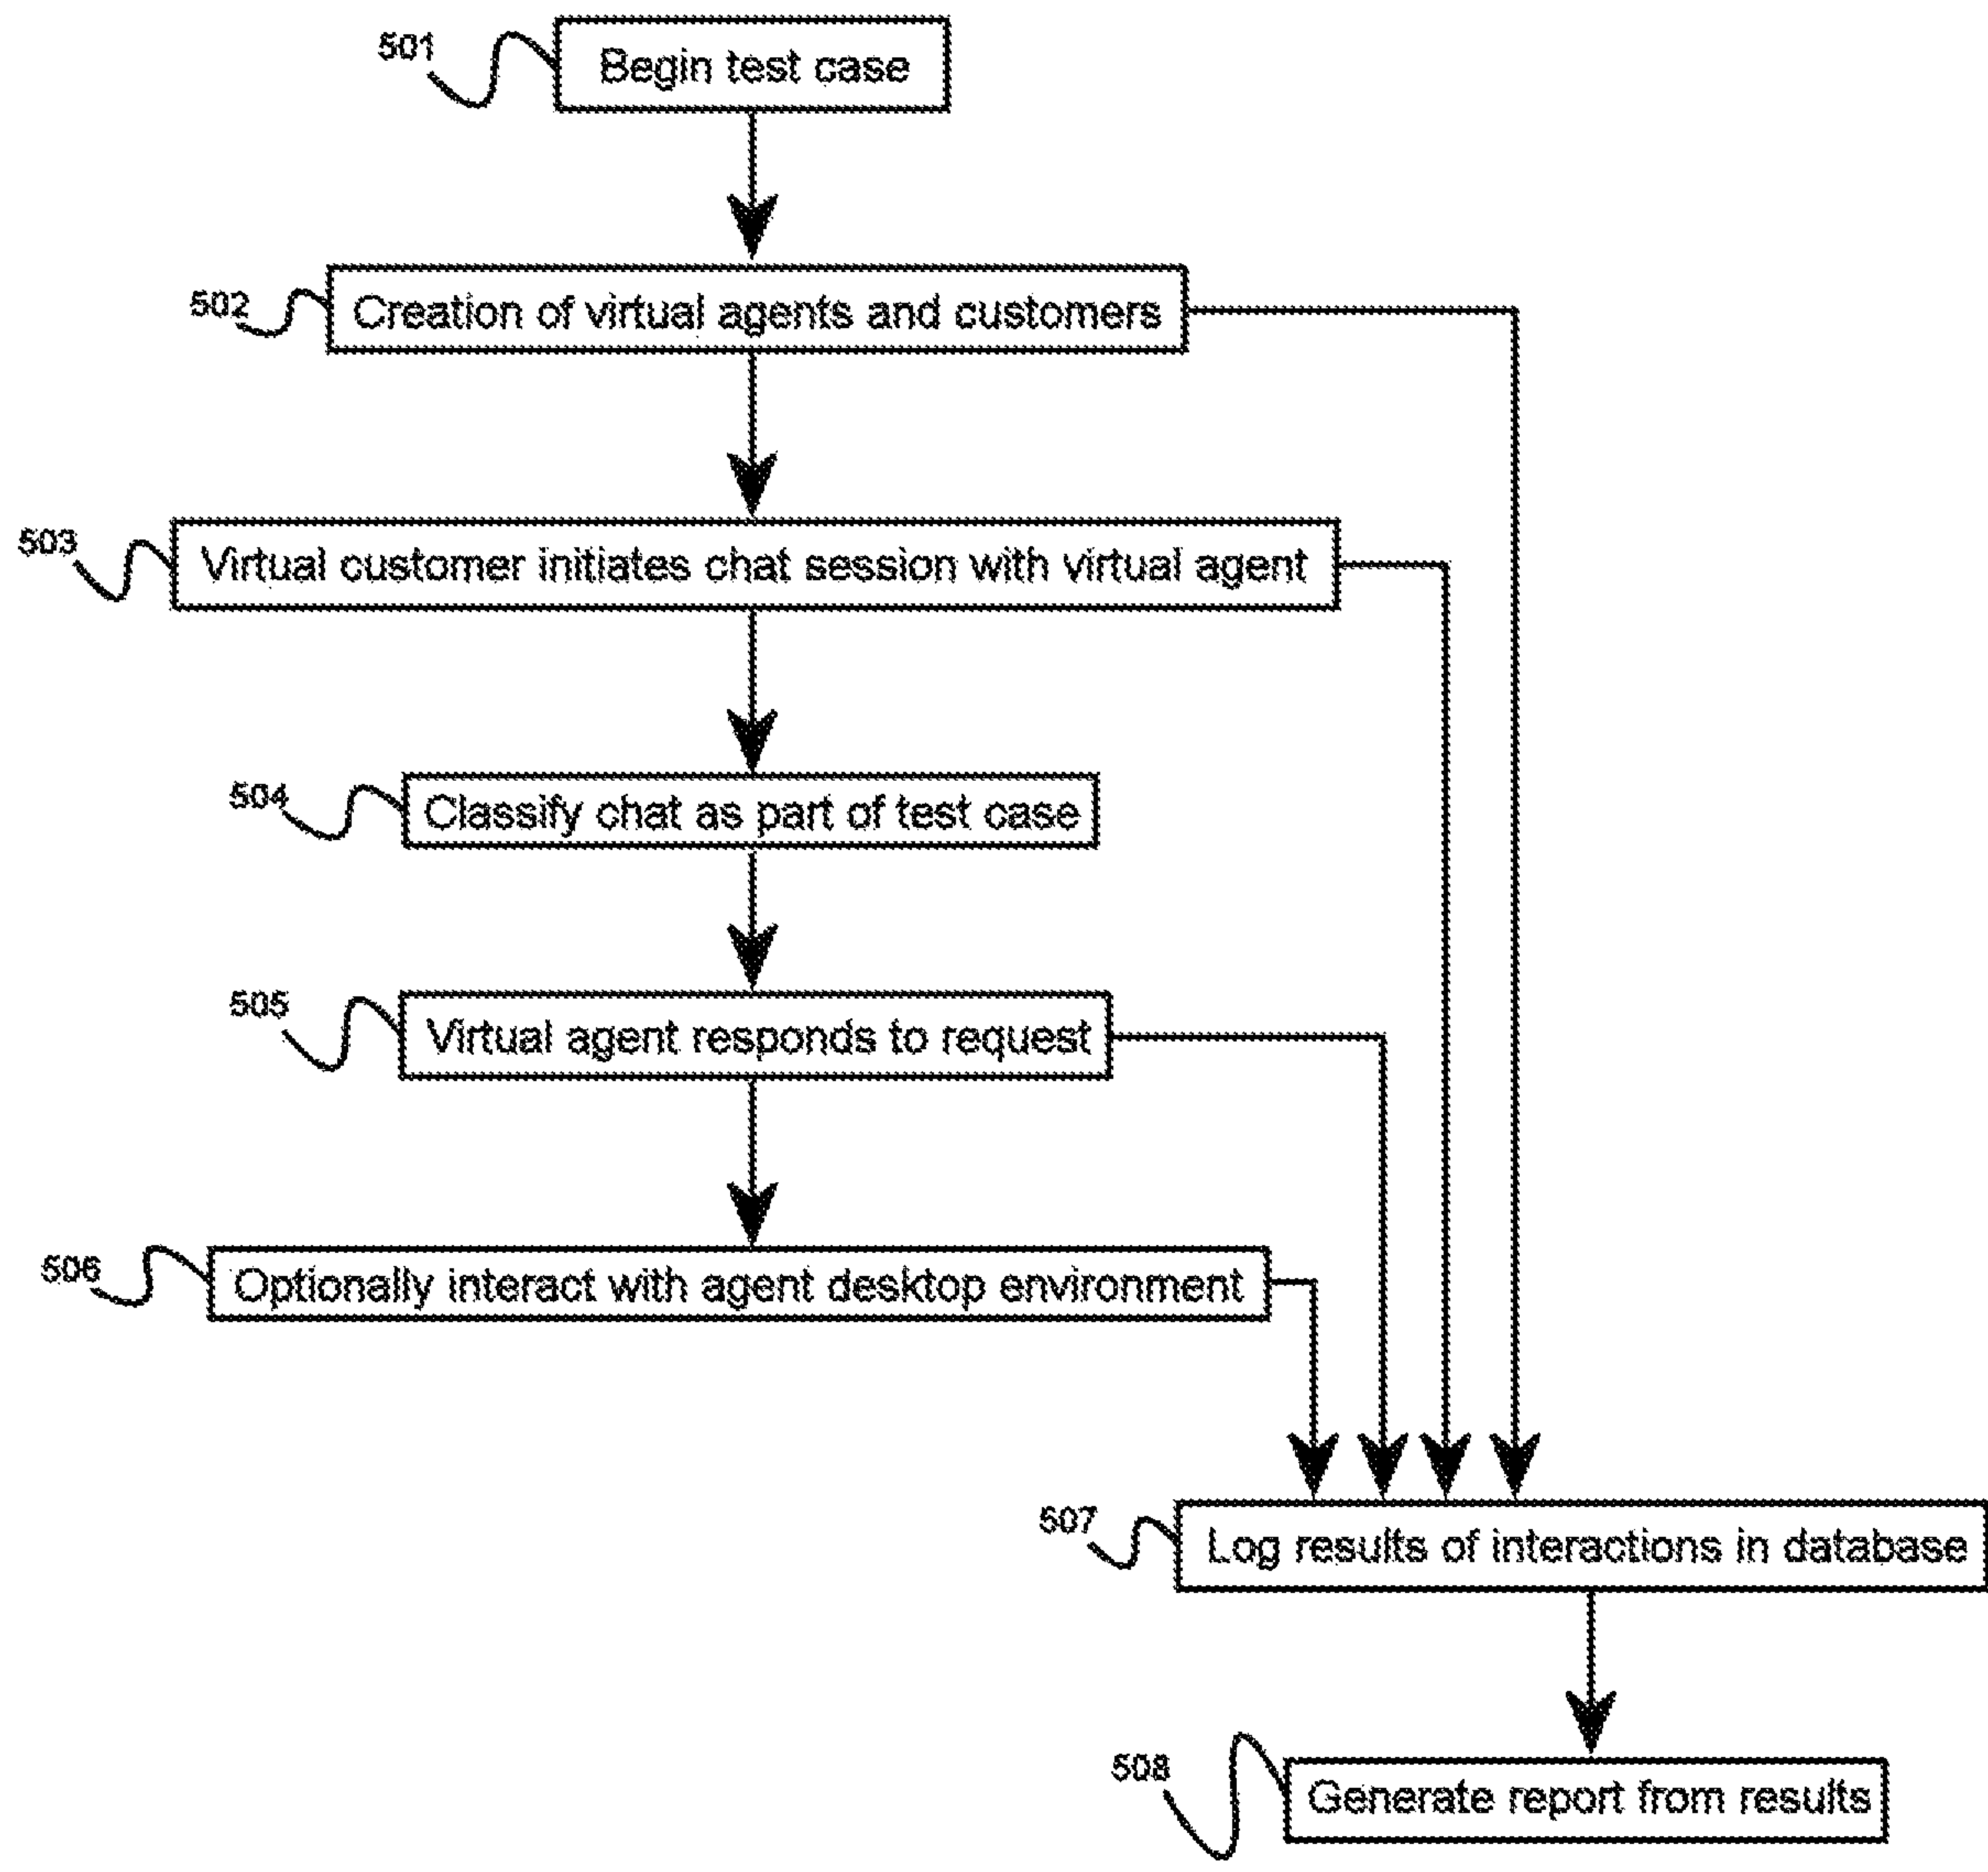 501
Begin test case
502
Creation of virtual agents and customers
503
Virtual customer initiates chat session with virtual agent
504
Classify chat as part of test case
505
Virtual agent responds to request
506
Optionally interact with agent desktop environment
507
Log results of interactions in database
508
Generate report from results